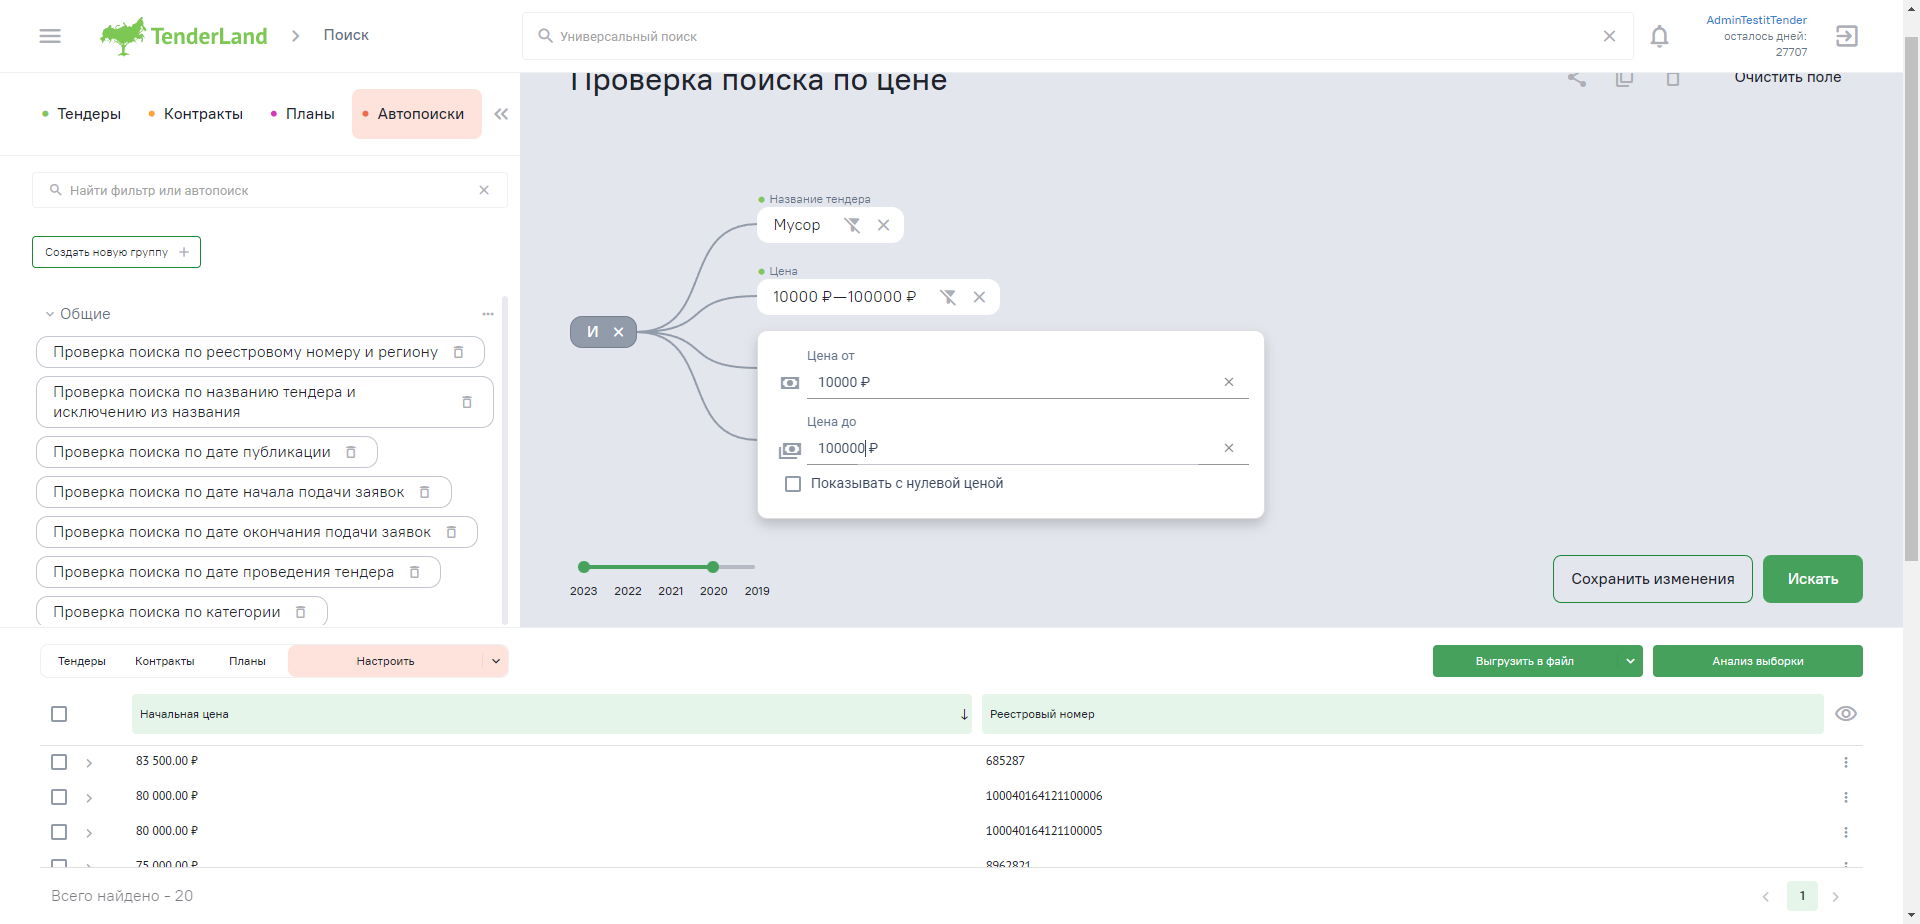 TenderLand
Поиск
Универсальный поиск
AdminTestitTender
осталось дней:
27707
Тендеры
Контракты
Планы
Автопоиски
Найти фильтр или автопоиск
Создать новую группу
Общие
Проверка поиска по реестровому номеру и региону
Проверка поиска по названию тендера и
исключению из названия
Проверка поиска по дате публикации
Проверка поиска по дате начала подачи заявок
Проверка поиска по дате окончания подачи заявок
Проверка поиска по дате проведения тендера
Проверка поиска по категории
Проверка поиска по цене
Очистить поле
Название тендера
Мусор
Цена
10000 ₽—100000 ₽
И
Цена от
10000 ₽
Цена до
100000 ₽
Показывать с нулевой ценой
2023 2022 2021 2020 2019
Сохранить изменения
Искать
Тендеры
Контракты
Планы
Настроить
Выгрузить в файл
Анализ выборки
Начальная цена
Реестровый номер
83 500.00 ₽ 685287
80 000.00 ₽ 100040164121100006
80 000.00 ₽ 100040164121100005
75 000.00 ₽ 8962821
Всего найдено - 20
1